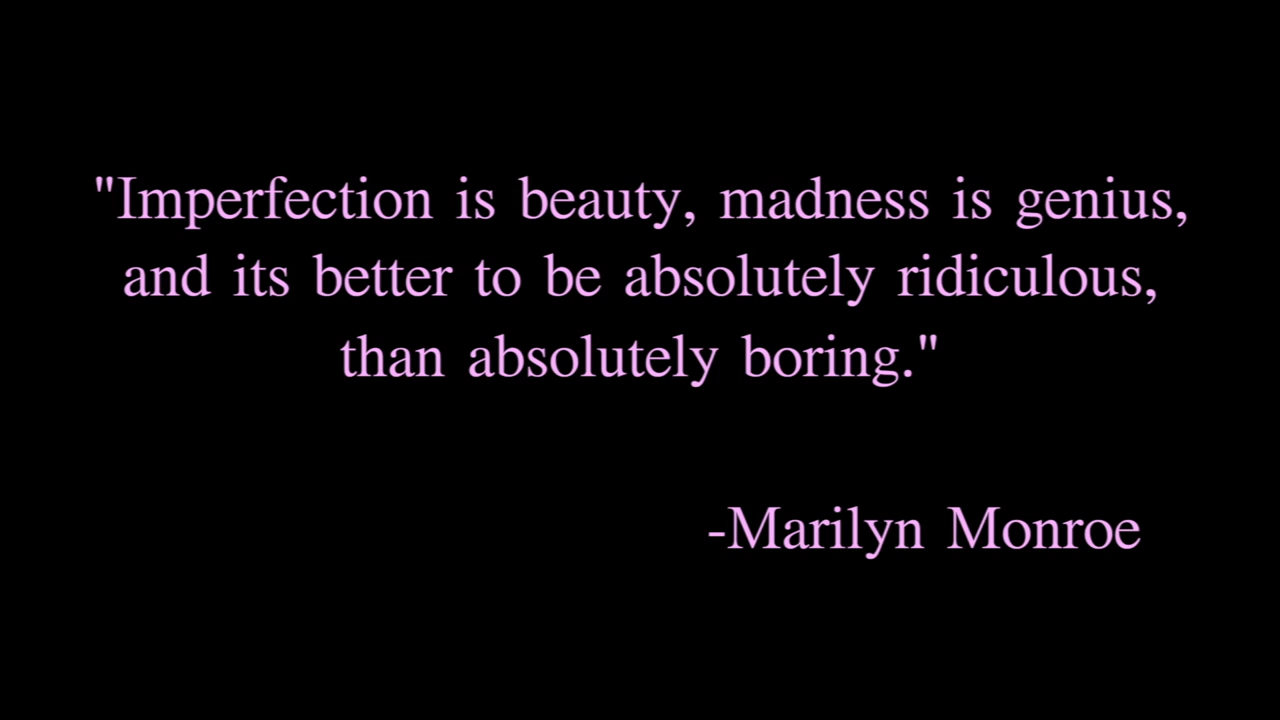 "Imperfection is beauty, madness is genius,
and its better to be absolutely ridiculous,
than absolutely boring."
-Marilyn Monroe